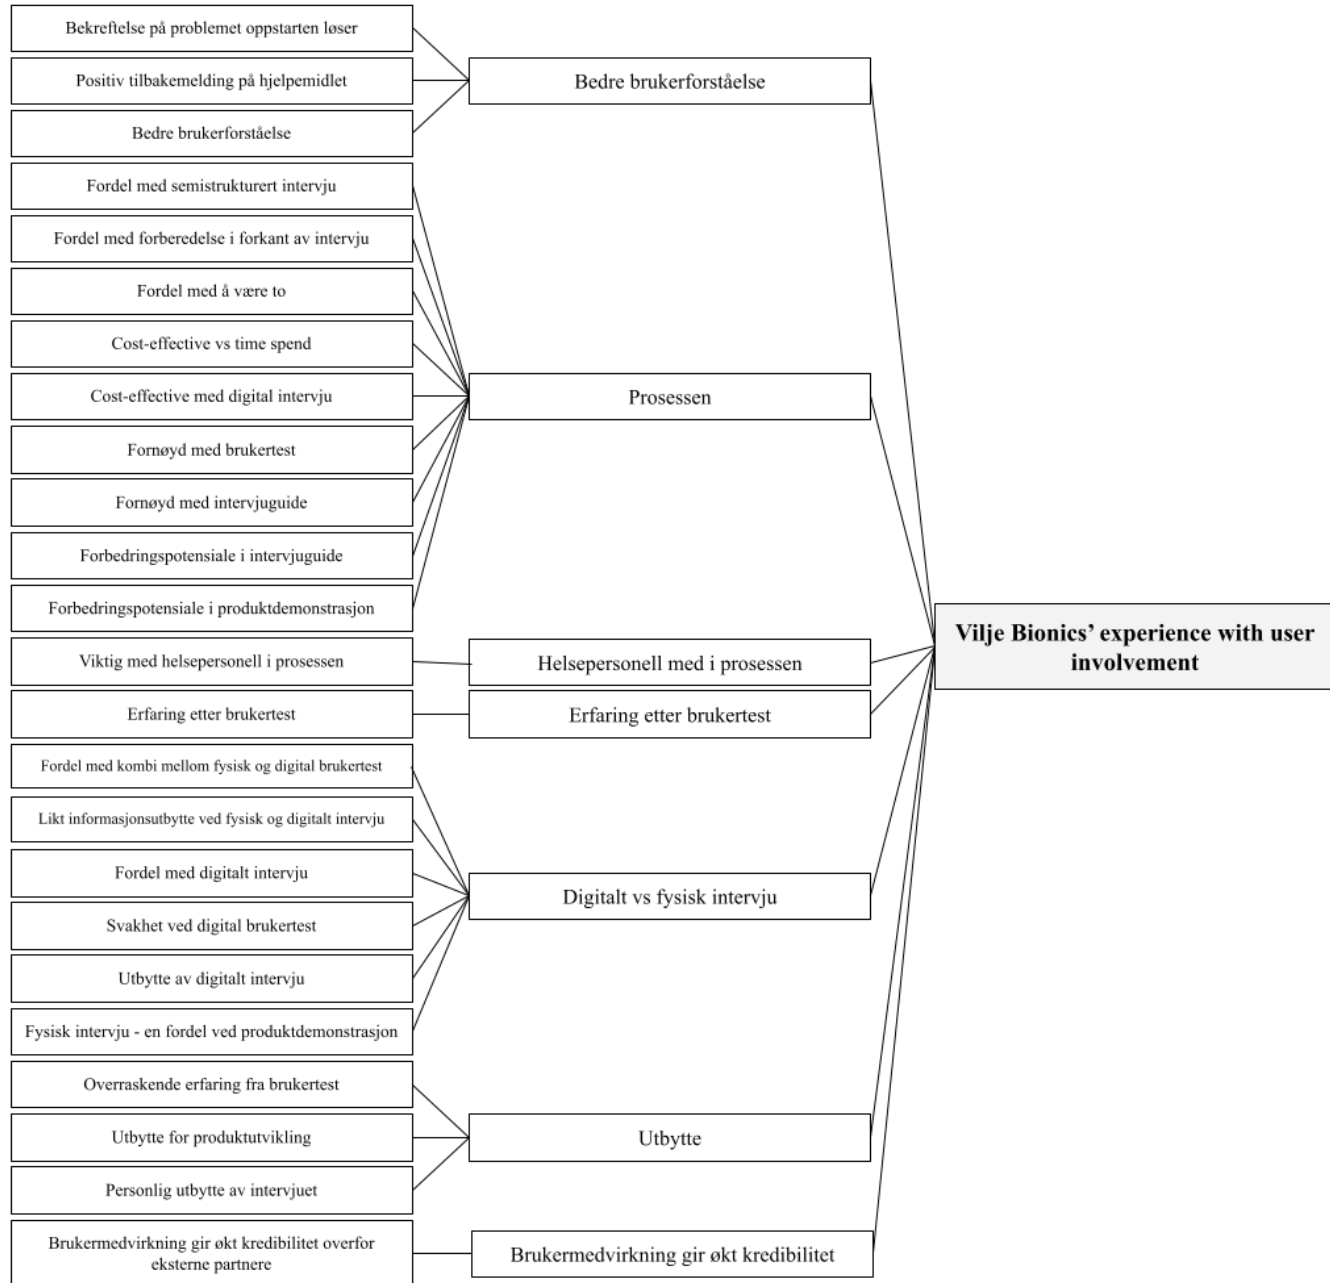 Bekreftelse på problemet oppstarten løser
Positiv tilbakemelding på hjelpemidlet
Bedre brukerforståelse
Bedre brukerforståelse
Fordel med semistrukturert intervju
Fordel med forberedelse i forkant av intervju
Fordel med å være to
Cost-effective vs time spend
Cost-effective med digital intervju
Fornøyd med brukertest
Fornøyd med intervjuguide
Forbedringspotensiale i intervjuguide
Forbedringspotensiale i produktdemonstrasjon
Prosessen
Viktig med helsepersonell i prosessen
Helsepersonell med i prosessen
Erfaring etter brukertest
Erfaring etter brukertest
Fordel med kombi mellom fysisk og digital brukertest
Likt informasjonsutbytte ved fysisk og digitalt intervju
Fordel med digitalt intervju
Svakhet ved digital brukertest
Utbytte av digitalt intervju
Fysisk intervju - en fordel ved produktdemonstrasjon
Digitalt vs fysisk intervju
Overraskende erfaring fra brukertest
Utbytte for produktutvikling
Personlig utbytte av intervjuet
Utbytte
Brukermedvirkning gir økt kredibilitet overfor
eksterne partnere
Brukermedvirkning gir økt kredibilitet
Vilje Bionics’ experience with user
involvement